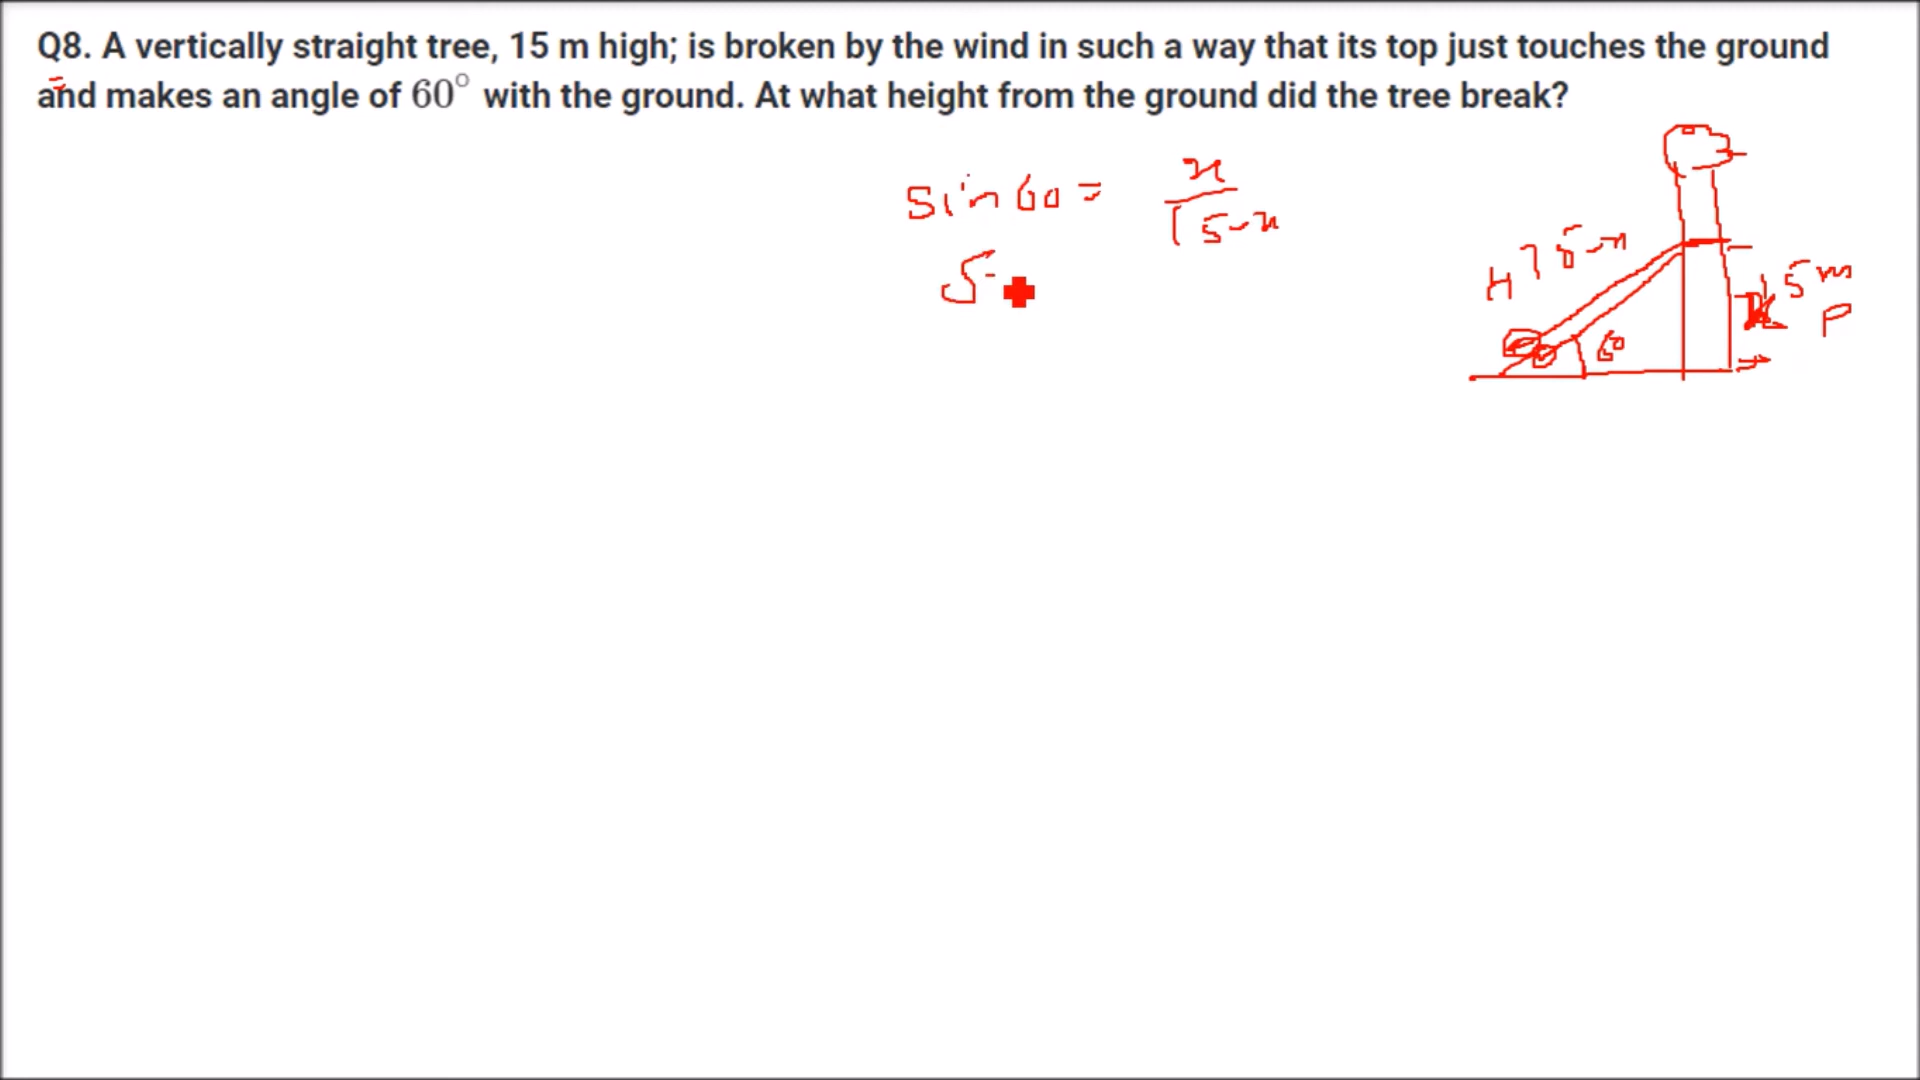 Q8. A vertically straight tree, 15 m high; is broken by the wind in such a way that its top just touches the ground
and makes an angle of 60° with the ground. At what height from the ground did the tree break?
sin 60 = x/15-x
H 15-x
15m
P
60